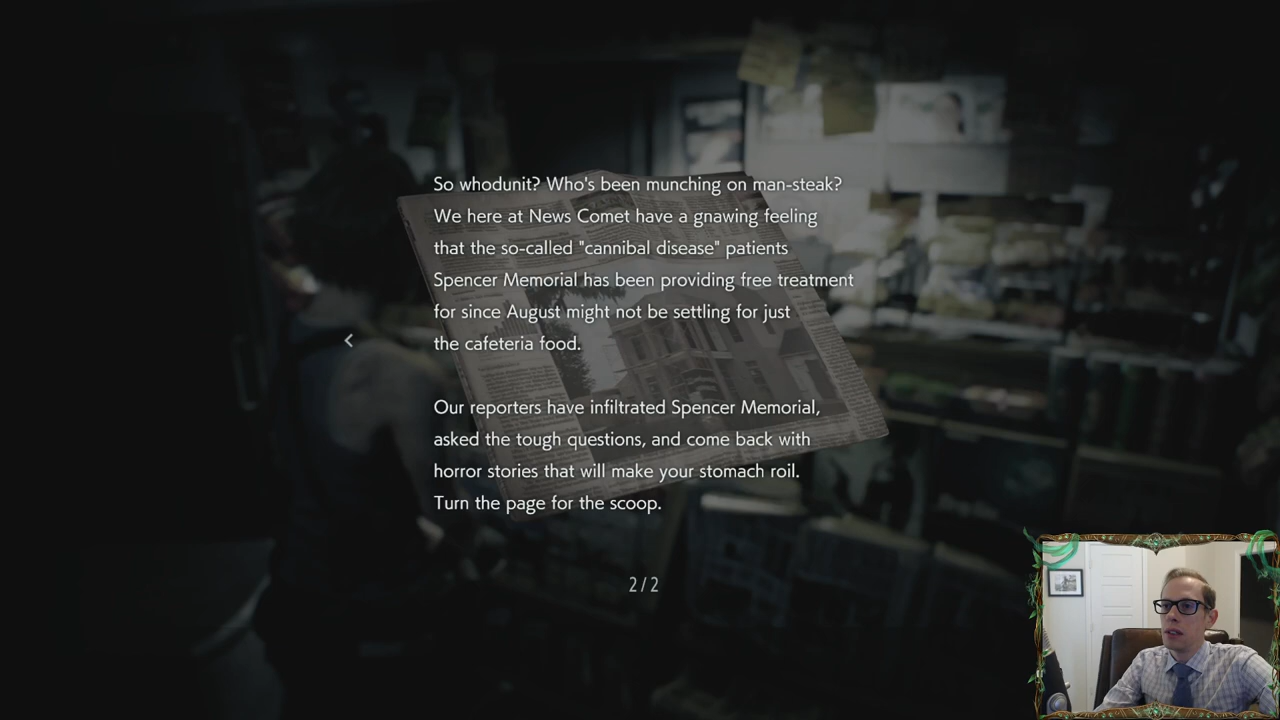 So whodunit? Who's been munching on man-steak?
We here at News Comet have a gnawing feeling
that the so-called "cannibal disease" patients
Spencer Memorial has been providing free treatment
for since August might not be settling for just
the cafeteria food.
Our reporters have infiltrated Spencer Memorial,
asked the tough questions, and come back with
horror stories that will make your stomach roil.
Turn the page for the scoop.
2/2